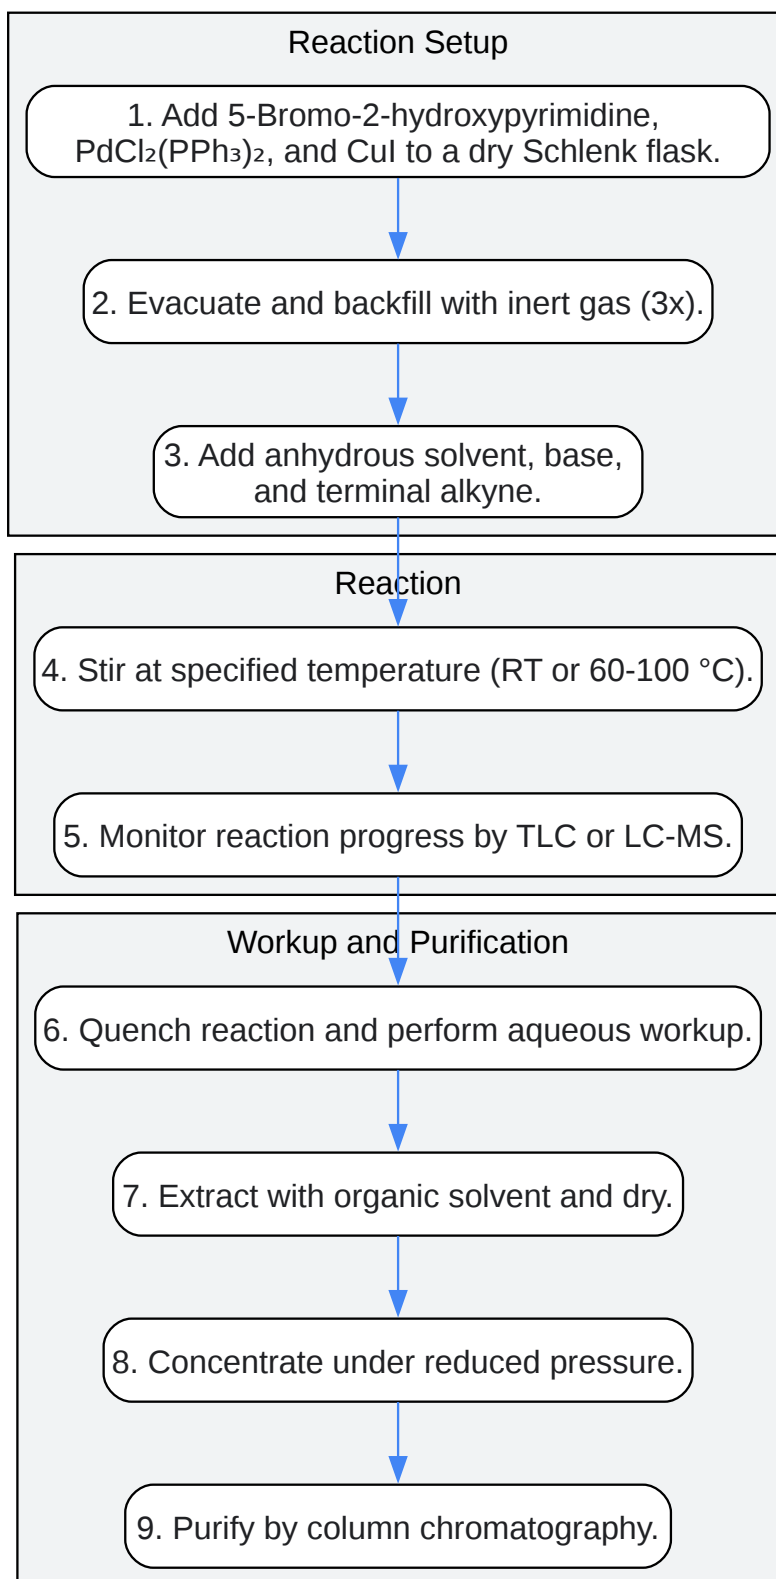 Reaction Setup
1. Add 5-Bromo-2-hydroxypyrimidine,
PdCl₂(PPh₃)₂, and CuI to a dry Schlenk flask.
2. Evacuate and backfill with inert gas (3x).
3. Add anhydrous solvent, base,
and terminal alkyne.
Reaction
4. Stir at specified temperature (RT or 60-100 °C).
5. Monitor reaction progress by TLC or LC-MS.
Workup and Purification
6. Quench reaction and perform aqueous workup.
7. Extract with organic solvent and dry.
8. Concentrate under reduced pressure.
9. Purify by column chromatography.